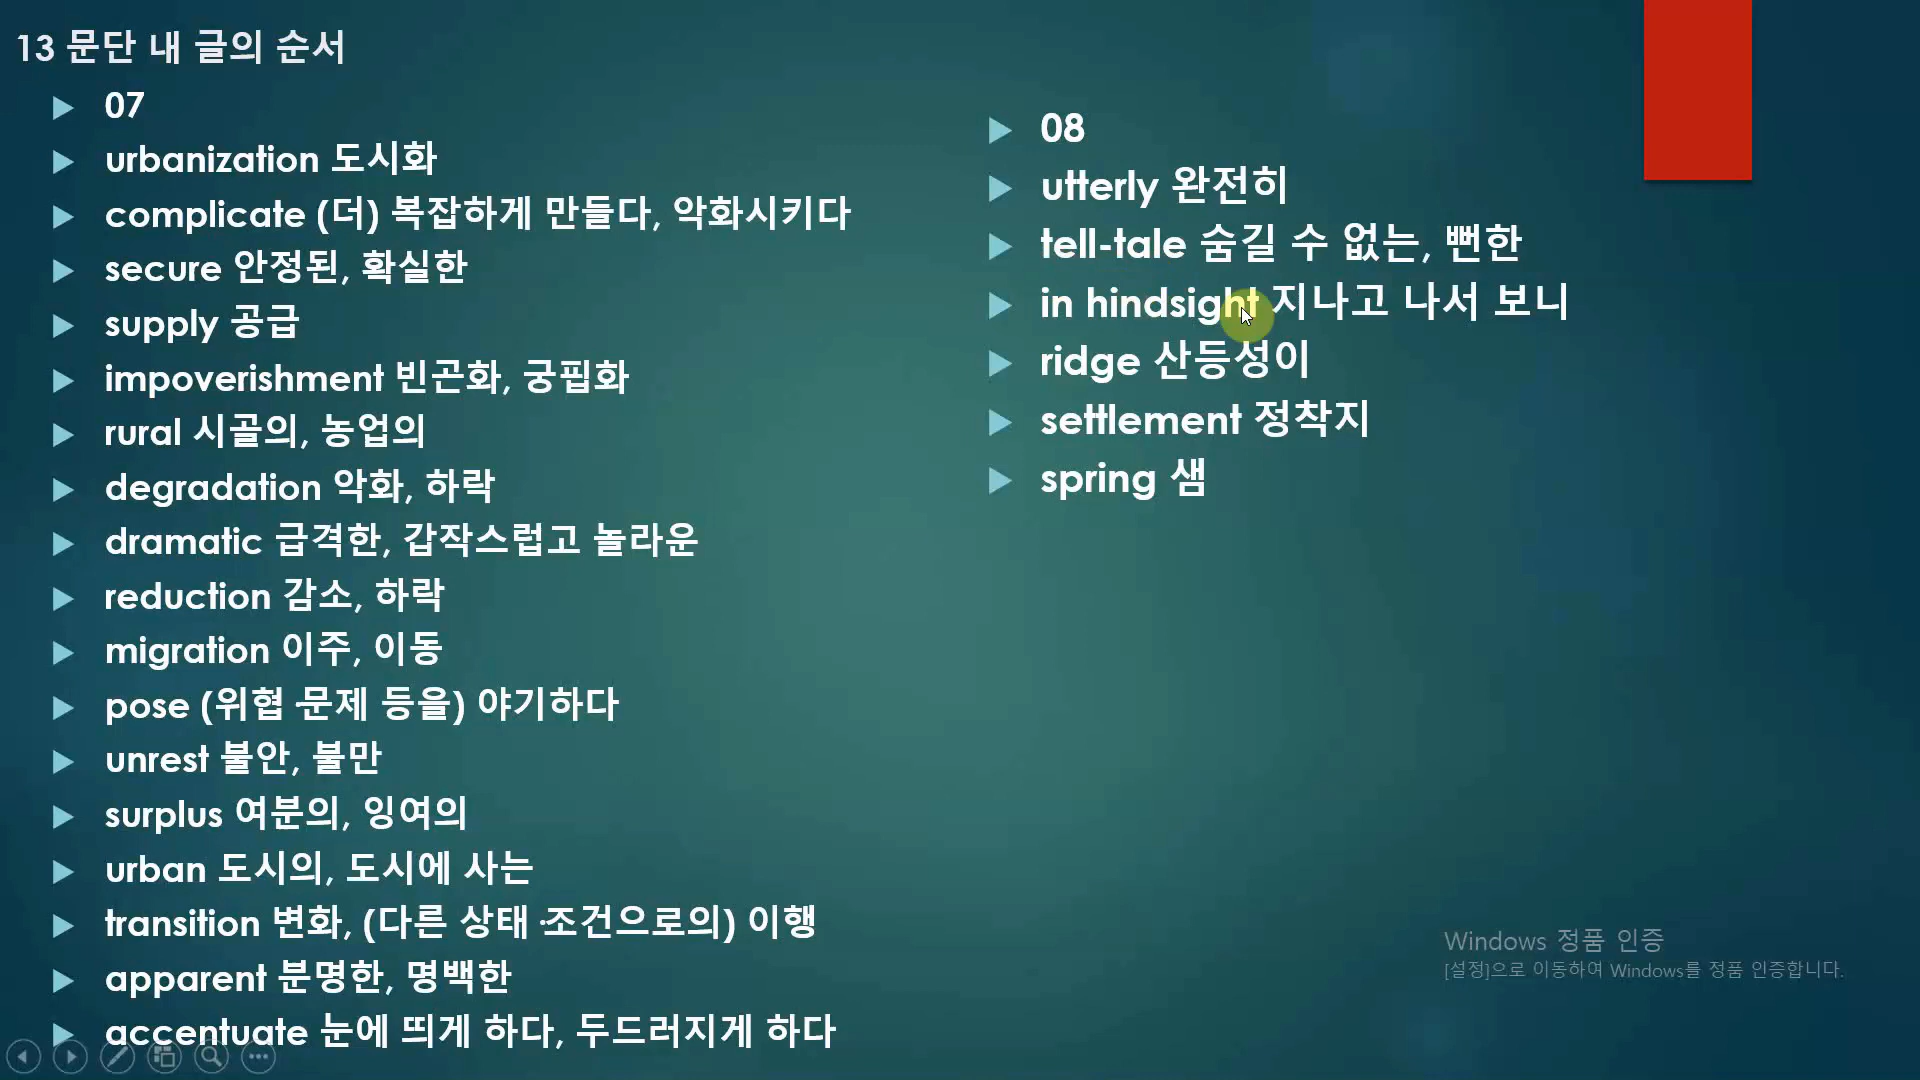 13 문단 내 글의 순서
07
urbanization 도시화
complicate (더) 복잡하게 만들다, 악화시키다
secure 안정된, 확실한
supply 공급
impoverishment 빈곤화, 궁핍화
rural 시골의, 농업의
degradation 악화, 하락
dramatic 급격한, 갑작스럽고 놀라운
reduction 감소, 하락
migration 이주, 이동
pose (위협·문제 등을) 야기하다
unrest 불안, 불만
surplus 여분의, 잉여의
urban 도시의, 도시에 사는
transition 변화, (다른 상태·조건으로의) 이행
apparent 분명한, 명백한
accentuate 눈에 띄게 하다, 두드러지게 하다
08
utterly 완전히
tell-tale 숨길 수 없는, 뻔한
in hindsight 지나고 나서 보니
ridge 산등성이
settlement 정착지
spring 샘
Windows 정품 인증
[설정]으로 이동하여 Windows를 정품 인증합니다.